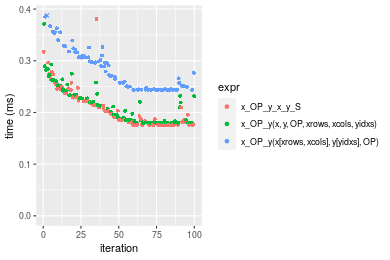 0.4
0.3
0.2
0.1
0.0
time (ms)
0
25
50
75
100
iteration
expr
x_OP_y_x_y_S
x_OP_y(x, y, OP, xrows, xcols, yidxs)
x_OP_y(x[xrows, xcols], y[yidxs], OP)